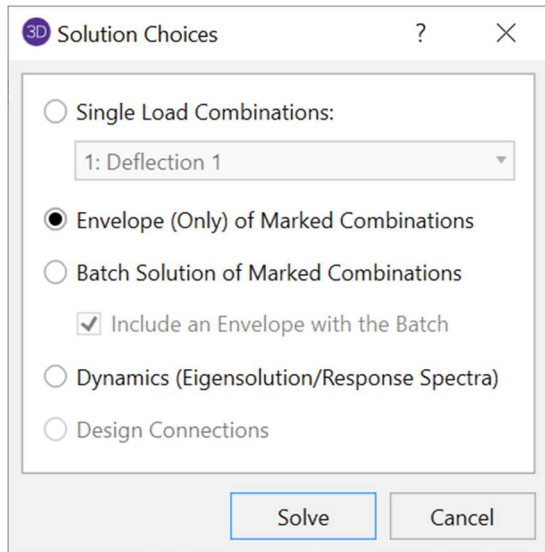 3D Solution Choices ?
Single Load Combinations:
1: Deflection 1
Envelope (Only) of Marked Combinations
Batch Solution of Marked Combinations
Include an Envelope with the Batch
Dynamics (Eigensolution/Response Spectra)
Design Connections
Solve Cancel